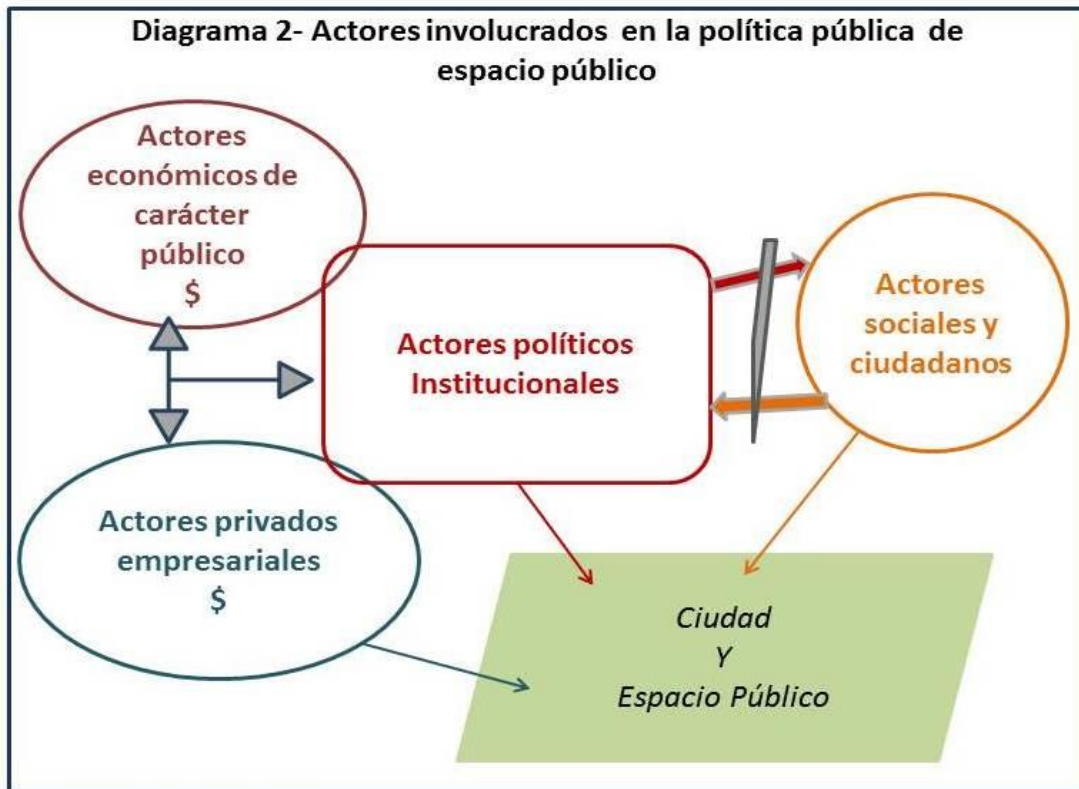 Diagrama 2- Actores involucrados en la política pública de
espacio público
Actores
económicos de
carácter
público
$
Actores políticos
Institucionales
Actores
sociales y
ciudadanos
Actores privados
empresariales
$
Ciudad
Y
Espacio Público